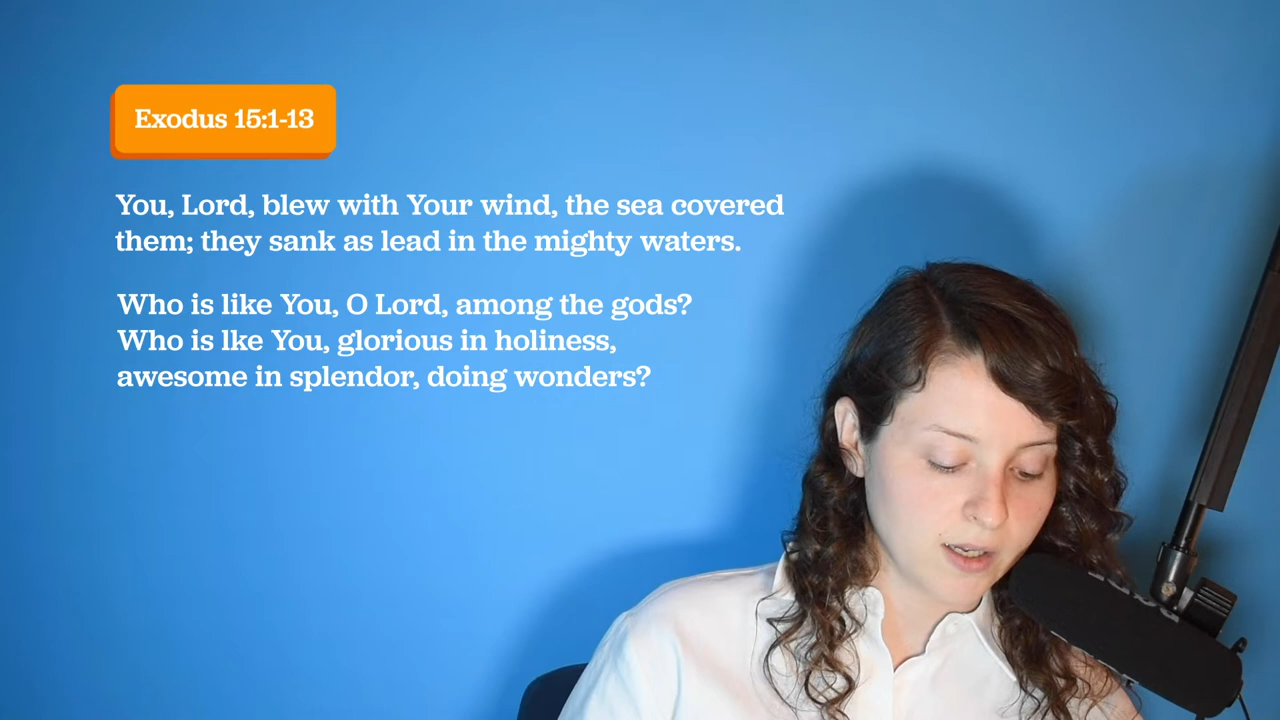 Exodus 15:1-13
You, Lord, blew with Your wind, the sea covered
them; they sank as lead in the mighty waters.
Who is like You, O Lord, among the gods?
Who is lke You, glorious in holiness,
awesome in splendor, doing wonders?